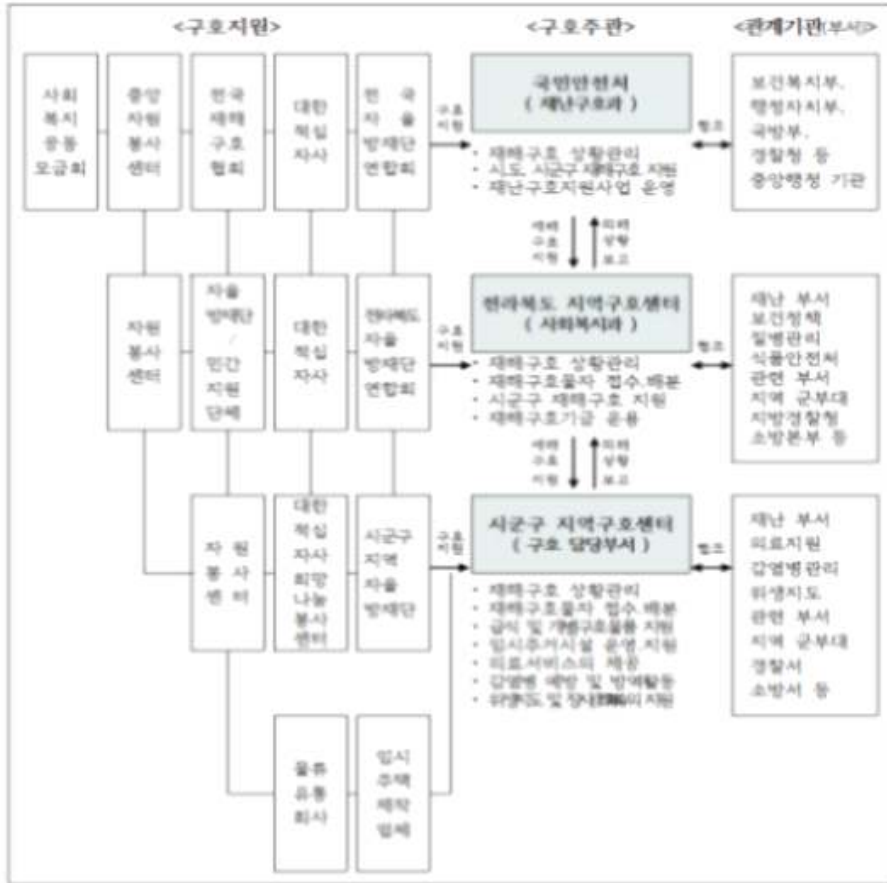 <구호지원>
<구호주관>
<관계기관(부서)>
사회
복지
공동
모금회
중앙
자원
봉사
센터
전국
재해
구호
협회
대한
적십
자사
전 국
자 율
방재단
연합회
구호
지원
국민안전처
( 재난구호과 )
· 재해구호 상황관리
· 시도, 시군구 재해구호 지원
· 재난구호지원사업 운영
협조
보건복지부,
행정자치부,
국방부,
경찰청 등
중앙행정 기관
재해
구호
지원
피해
상황
보고
자원
봉사
센터
자율
방재단
/
민간
지원
단체
대한
적십
자사
전라북도
자율
방재단
연합회
구호
지원
전라북도 지역구호센터
( 사회복지과 )
· 재해구호 상황관리
· 재해구호물자 접수.배분
· 시군구 재해구호 지원
· 재해구호기금 운용
협조
재난 부서
보건정책
질병관리
식품안전처
관련 부서
지역 군부대
지방경찰청
소방본부 등
재해
구호
지원
피해
상황
보고
자 원
봉 사
센 터
대한
적십
자사
희망
나눔
봉사
센터
시군구
지역
자율
방재단
구호
지원
시군구 지역구호센터
( 구호 담당부서 )
· 재해구호 상황관리
· 재해구호물자 접수.배분
· 급식 및 개별구호물품 지원
· 임시주거시설 운영.지원
· 의료서비스의 제공
· 감염병 예방 및 방역활동
· 위생지도 및 지원
협조
재난 부서
의료지원
감염병관리
위생지도
관련 부서
지역 군부대
경찰서
소방서 등
물류
유통
회사
임시
주택
제작
업체